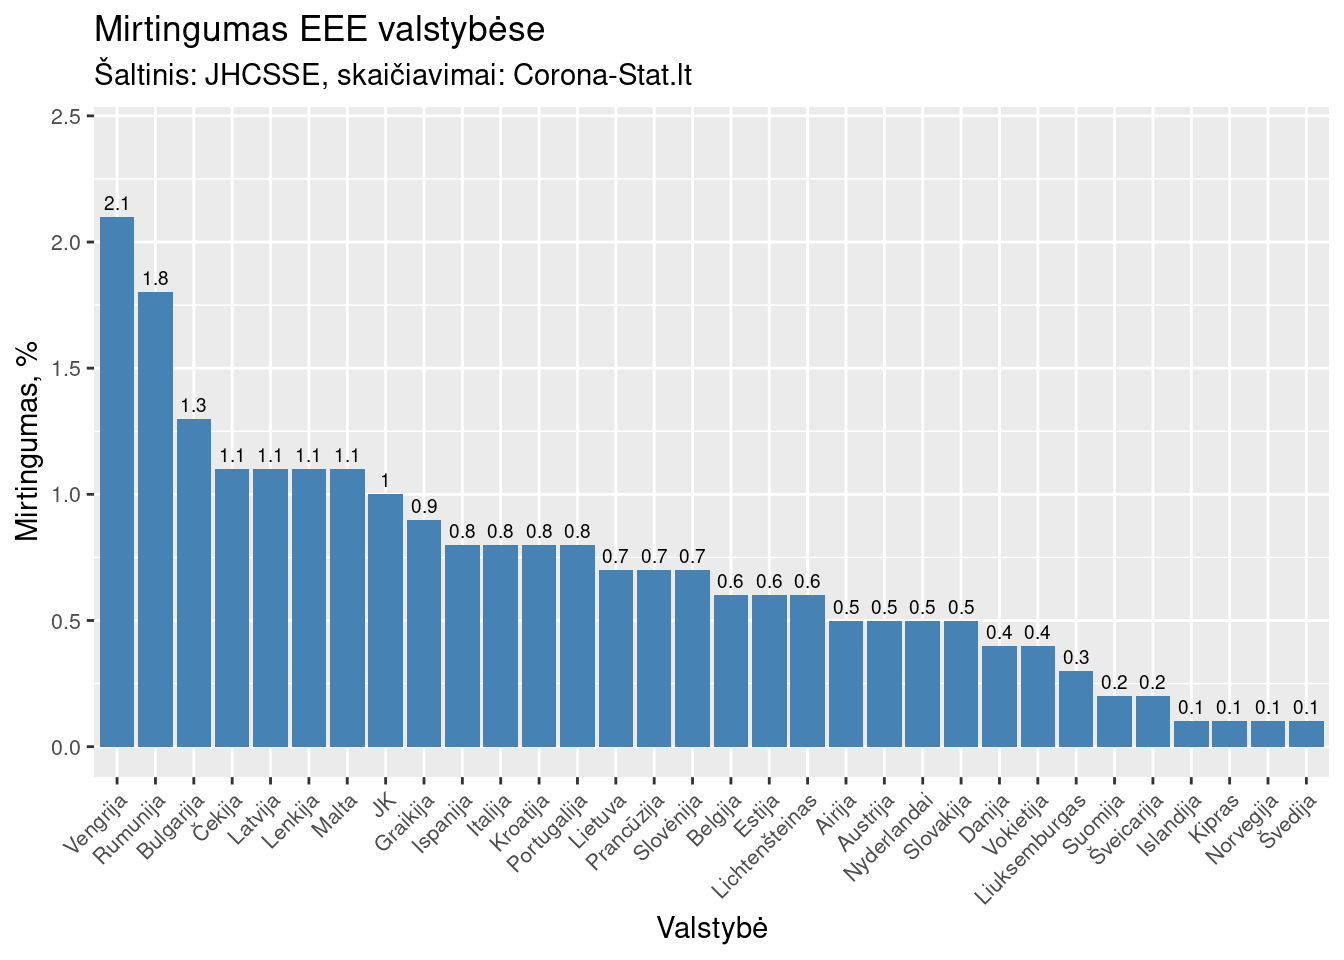 Mirtingumas EEE valstybėse
Šaltinis: JHCSSE, skaičiavimai: Corona-Stat.lt
Mirtingumas, %
2.5
2.0
1.5
1.0
0.5
0.0
2.1
1.8
1.3
1.1
1.1
1.1
1.1
1
0.9
0.8
0.8
0.8
0.8
0.7
0.7
0.7
0.6
0.6
0.6
0.5
0.5
0.5
0.5
0.4
0.4
0.3
0.2
0.2
0.1
0.1
0.1
0.1
Vengrija
Rumunija
Bulgarija
Čekija
Latvija
Lenkija
Malta
JK
Graikija
Ispanija
Italija
Kroatija
Portugalija
Lietuva
Prancūzija
Slovėnija
Belgija
Estija
Lichtenšteinas
Airija
Austrija
Nyderlandai
Slovakija
Danija
Vokietija
Liuksemburgas
Suomija
Šveicarija
Islandija
Kipras
Norvegija
Švedija
Valstybė